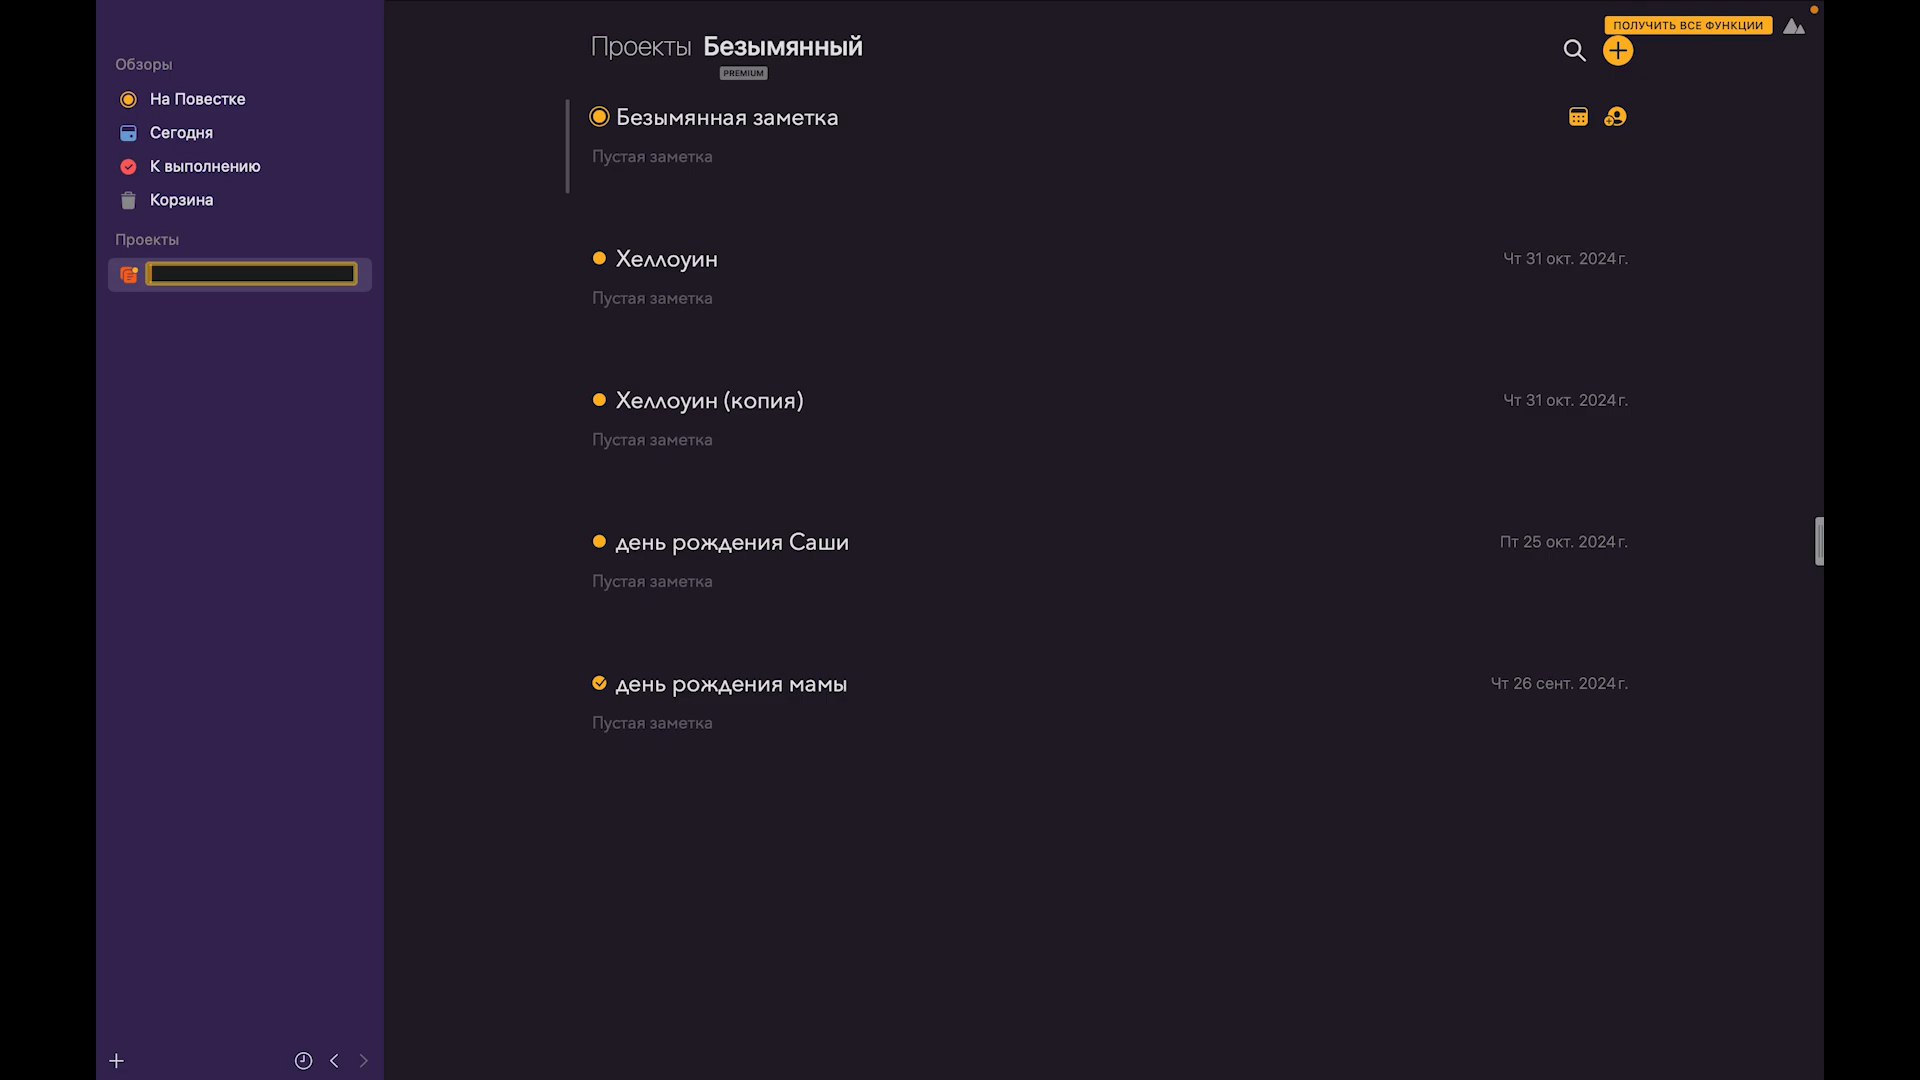 Обзоры
На Повестке
Сегодня
К выполнению
Корзина
Проекты
Проекты Безымянный
PREMIUM
ПОЛУЧИТЬ ВСЕ ФУНКЦИИ
Безымянная заметка
Пустая заметка
Хеллоуин
Чт 31 окт. 2024 г.
Пустая заметка
Хеллоуин (копия)
Чт 31 окт. 2024 г.
Пустая заметка
день рождения Саши
Пт 25 окт. 2024 г.
Пустая заметка
день рождения мамы
Чт 26 сент. 2024 г.
Пустая заметка